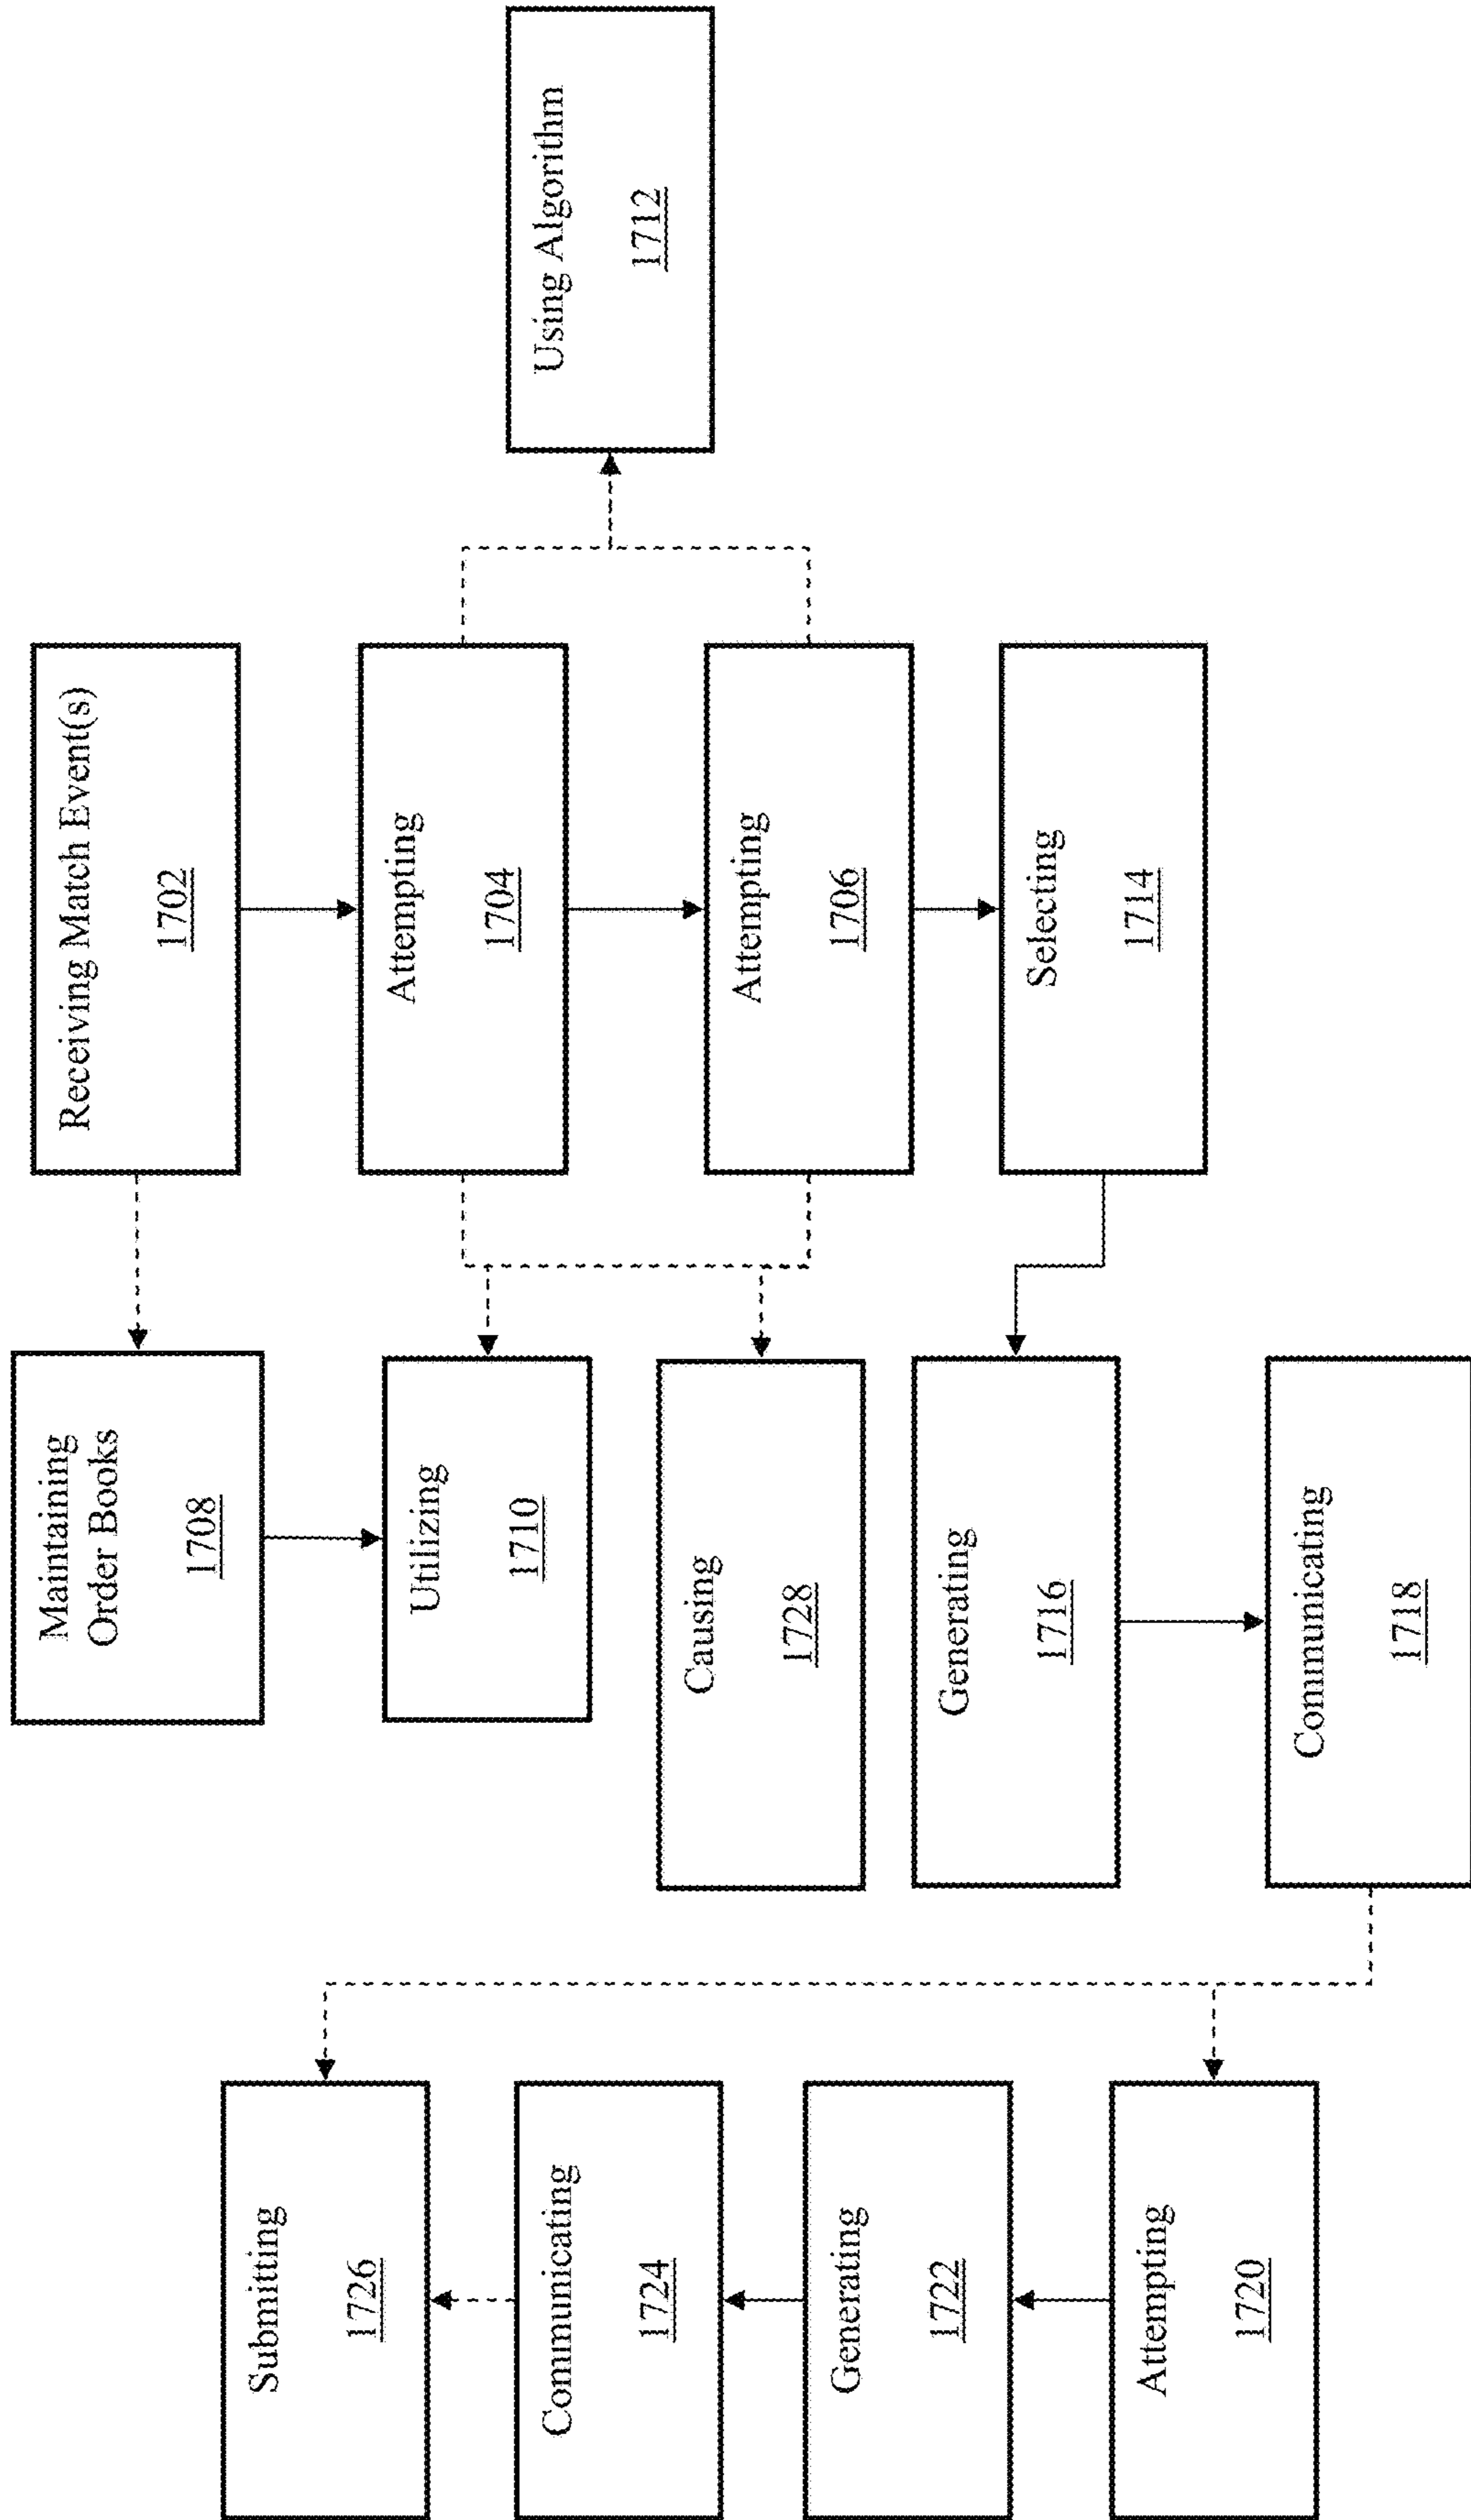 Submitting
1726
Communicating
1724
Generating
1722
Attempting
1720
Maintaining
Order Books
1708
Utilizing
1710
Causing
1728
Generating
1716
Communicating
1718
Receiving Match Event(s)
1702
Attempting
1704
Attempting
1706
Selecting
1714
Using Algorithm
1712